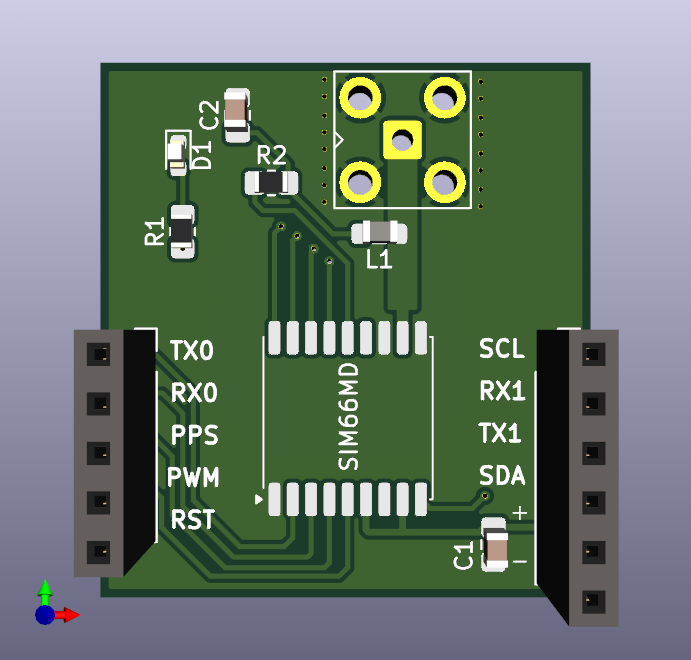 C2
D1
R2
R1
L1
TX0
RX0
PPS
PWM
RST
SIM66MD
SCL
RX1
TX1
SDA
+
C1
−